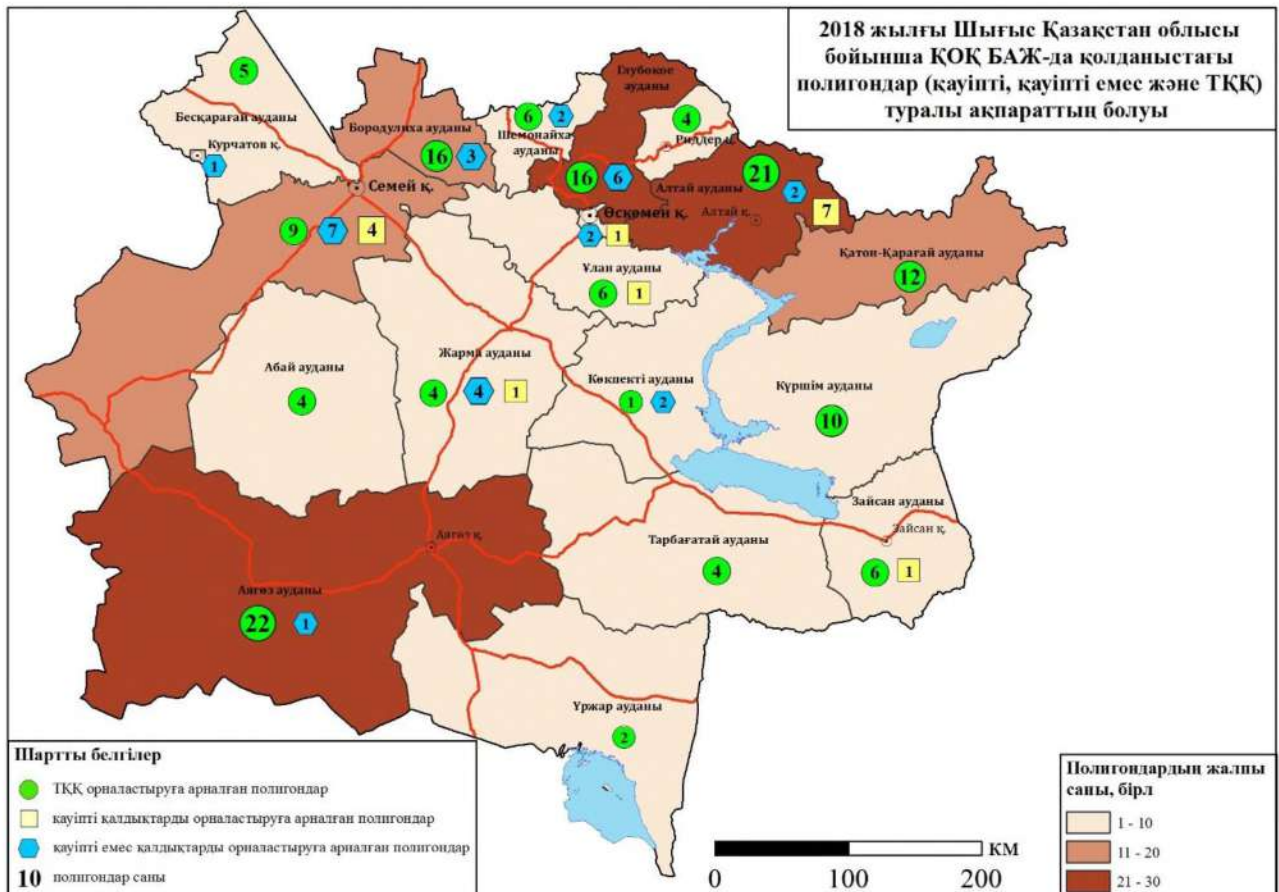 2018 жылғы Шығыс Қазақстан облысы
бойынша ҚОҚ БАЖ-да қолданыстағы
полигондар (қауіпті, қауіпті емес және ТҚҚ)
туралы ақпараттың болуы
5
Бесқарағай ауданы
Курчатов қ.
1
Бородулиха ауданы
16 3
6 2
Шемонайха
ауданы
Глубокое
ауданы
16 6
4
Риддер қ.
21
Алтай ауданы
2
Алтай қ.
7
Семей қ.
9 7 4
Өскемен қ.
2 1
Ұлан ауданы
6 1
Қатон-Қарағай ауданы
12
Абай ауданы
4
Жарма ауданы
4 4 1
Көкпекті ауданы
1 2
Күршім ауданы
10
Зайсан ауданы
Зайсан қ.
6 1
Тарбағатай ауданы
4
Аягөз қ.
Аягөз ауданы
22 1
Үржар ауданы
2
Шартты белгілер
ТҚҚ орналастыруға арналған полигондар
қауіпті қалдықтарды орналастыруға арналған полигондар
қауіпті емес қалдықтарды орналастыруға арналған полигондар
10 полигондар саны
КМ
0 100 200
Полигондардың жалпы
саны, бірл
1 - 10
11 - 20
21 - 30